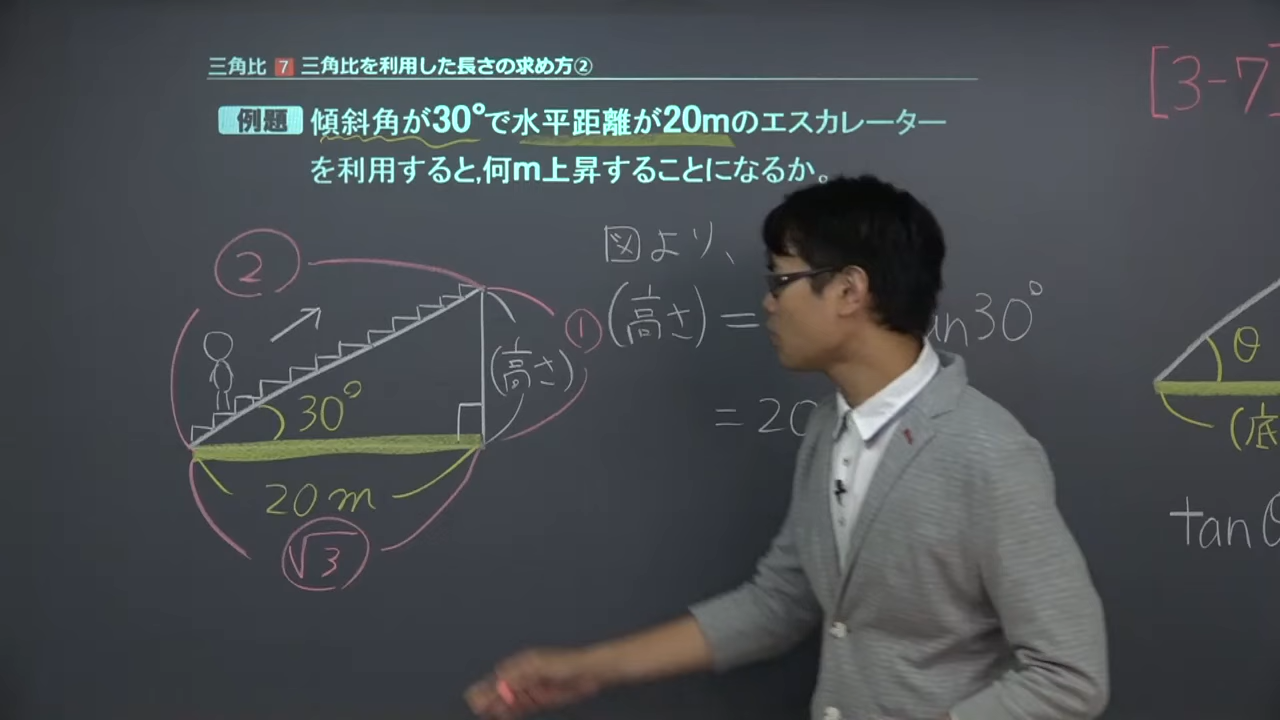 三角比 7 三角比を利用した長さの求め方②
例題 傾斜角が30°で水平距離が20mのエスカレーター
を利用すると,何m上昇することになるか。
[3-7]
2
①
(高さ)
30°
20m
√3
図より、
(高さ)= an30°
=20
θ
(底
tanθ